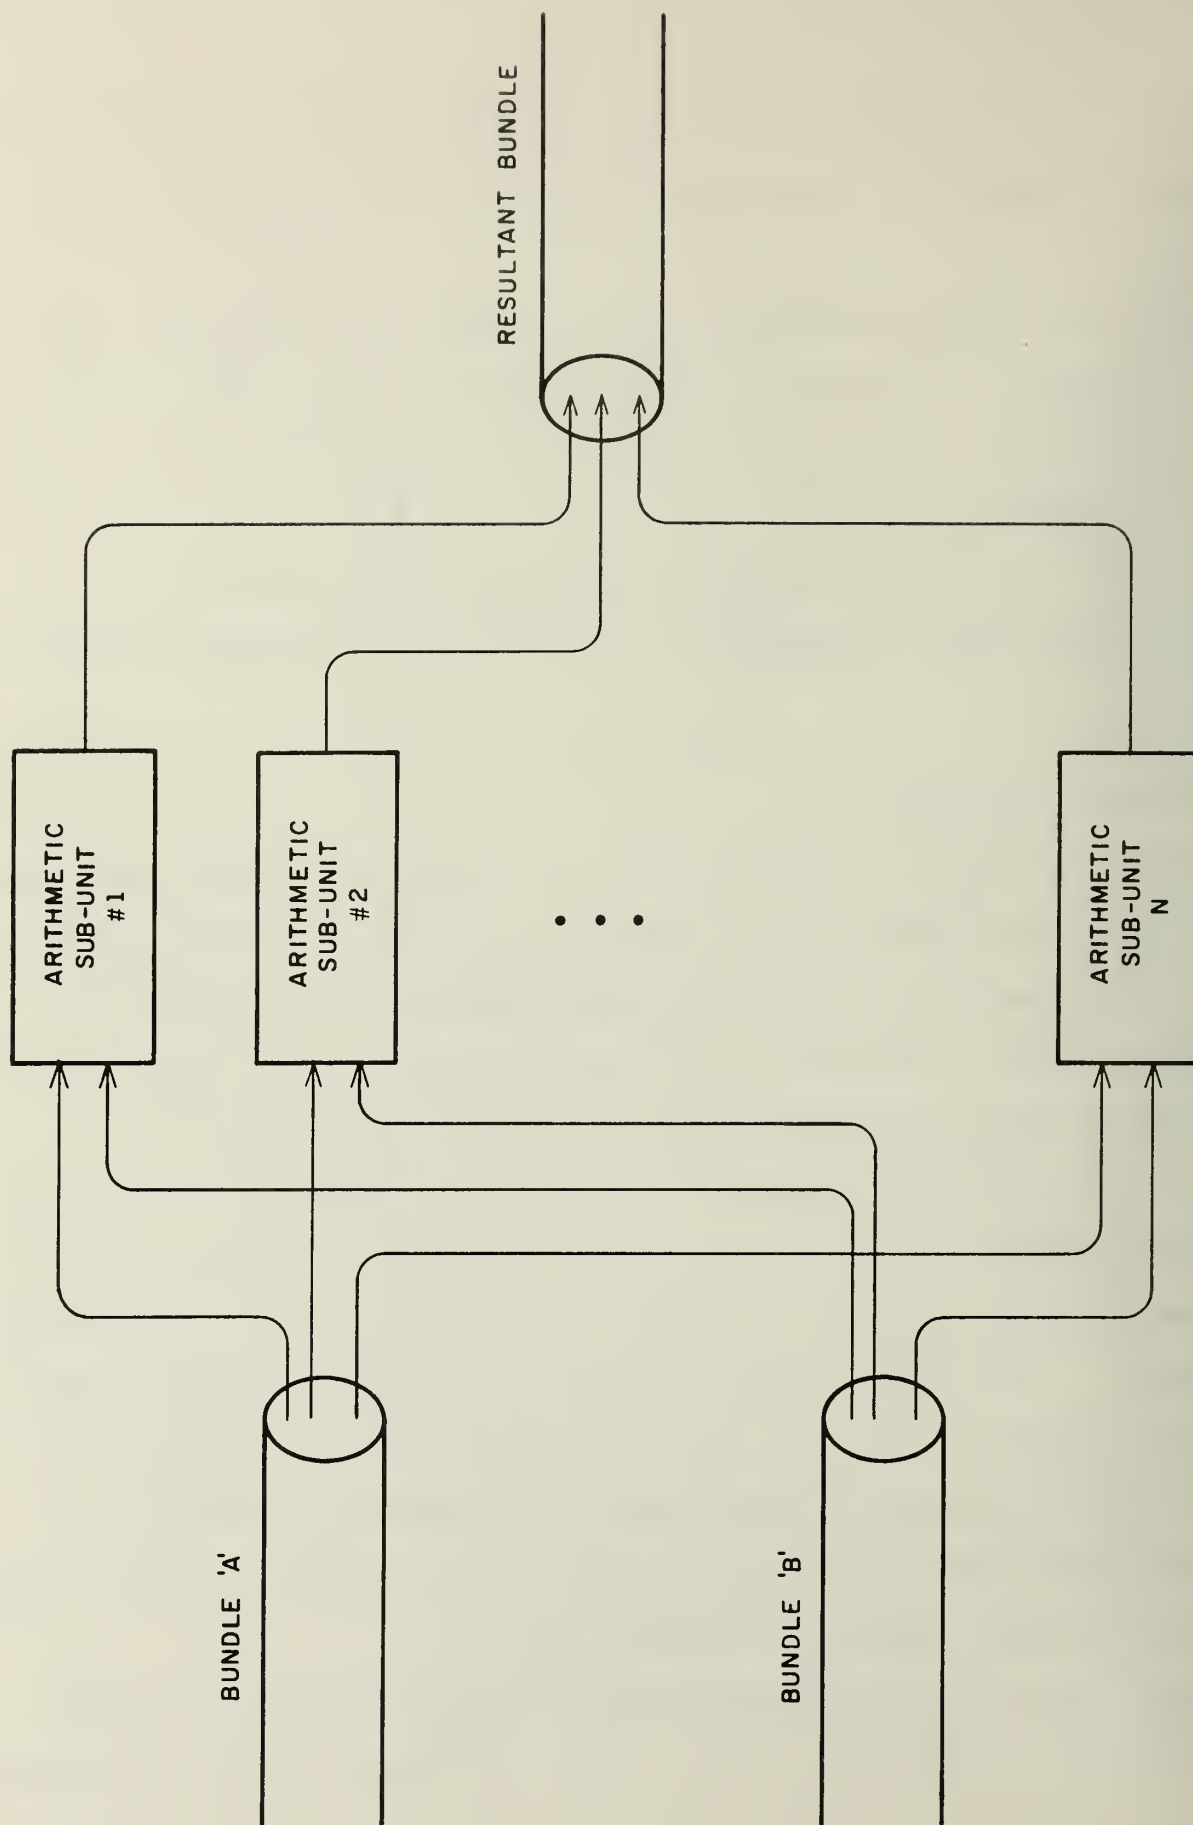 BUNDLE 'A'
BUNDLE 'B'
ARITHMETIC
SUB-UNIT
#1
ARITHMETIC
SUB-UNIT
#2
• • •
ARITHMETIC
SUB-UNIT
N
RESULTANT BUNDLE